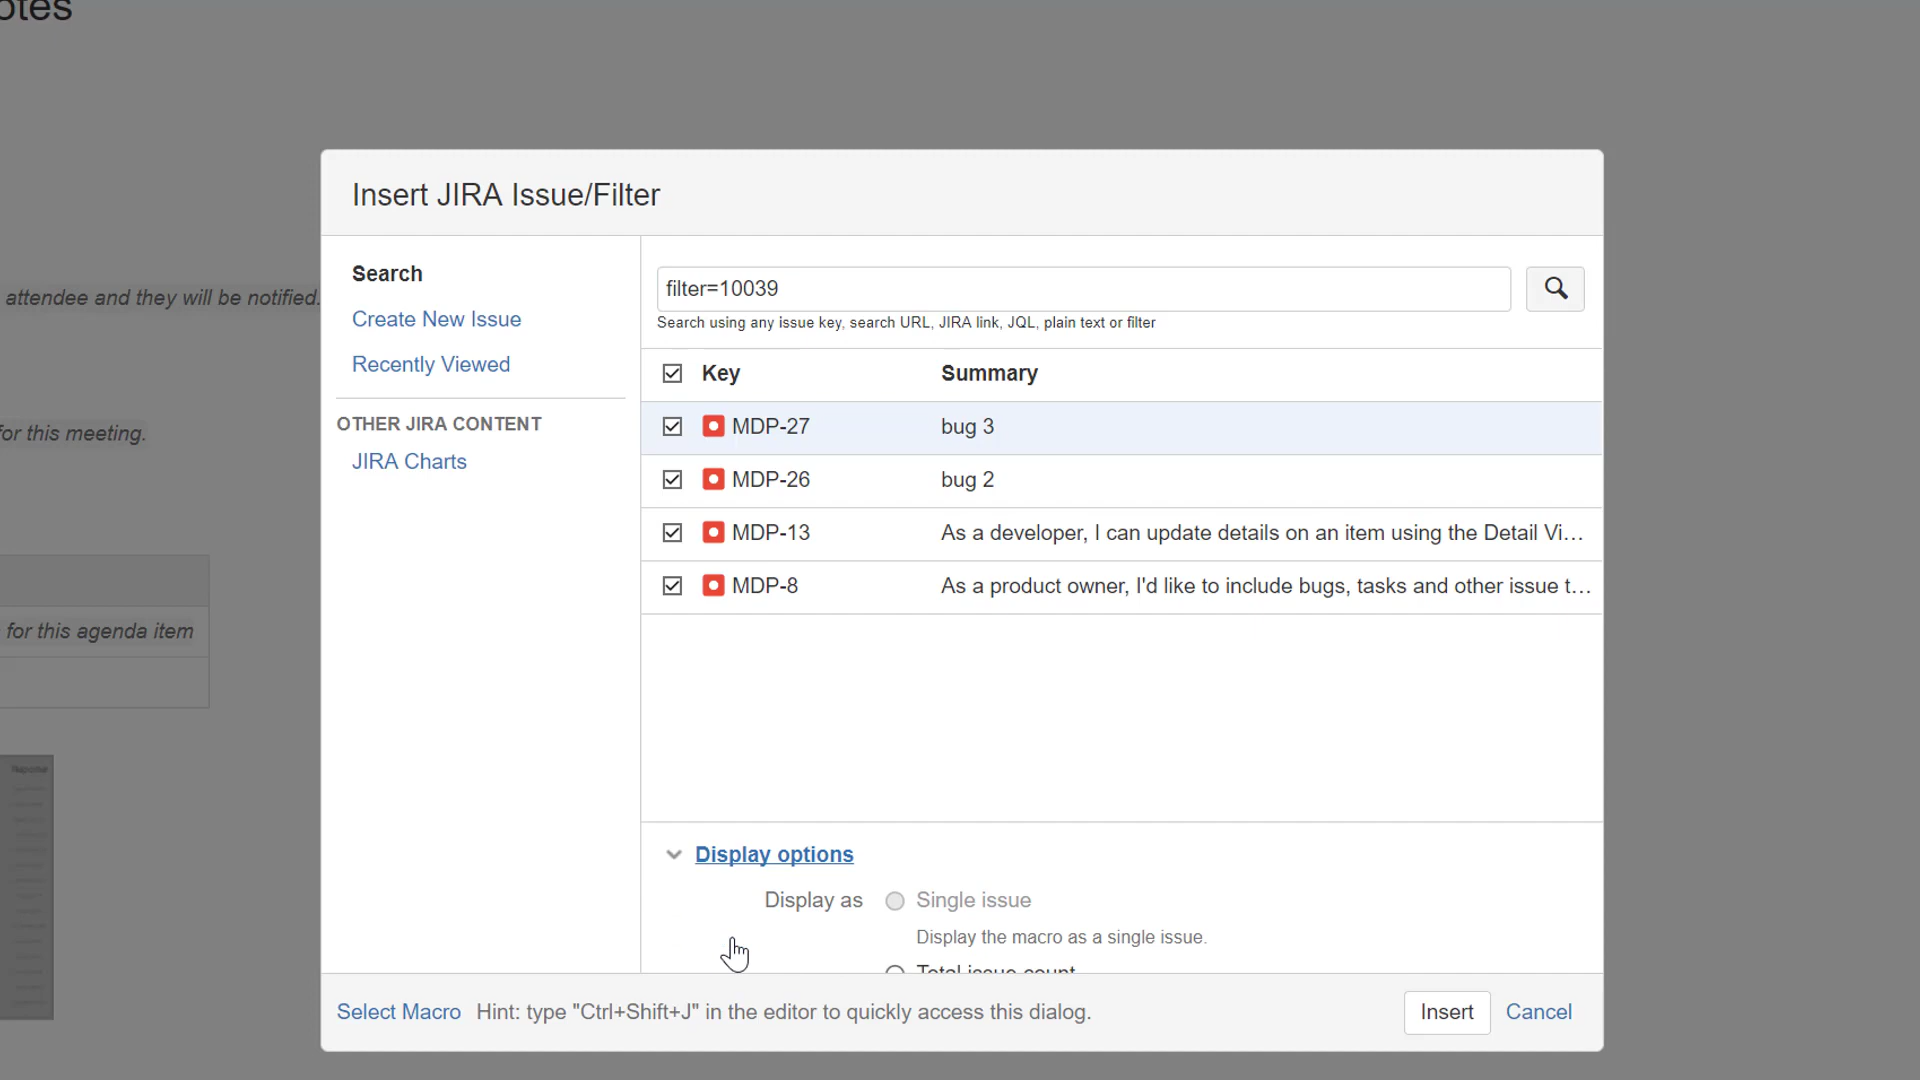 otes
attendee and they will be notified.
for this meeting.
for this agenda item
Reporter
Insert JIRA Issue/Filter
Search
Create New Issue
Recently Viewed
OTHER JIRA CONTENT
JIRA Charts
filter=10039
Search using any issue key, search URL, JIRA link, JQL, plain text or filter
Key Summary
MDP-27 bug 3
MDP-26 bug 2
MDP-13 As a developer, I can update details on an item using the Detail Vi...
MDP-8 As a product owner, I'd like to include bugs, tasks and other issue t...
Display options
Display as Single issue
Display the macro as a single issue.
Total issue count
Select Macro Hint: type "Ctrl+Shift+J" in the editor to quickly access this dialog.
Insert Cancel